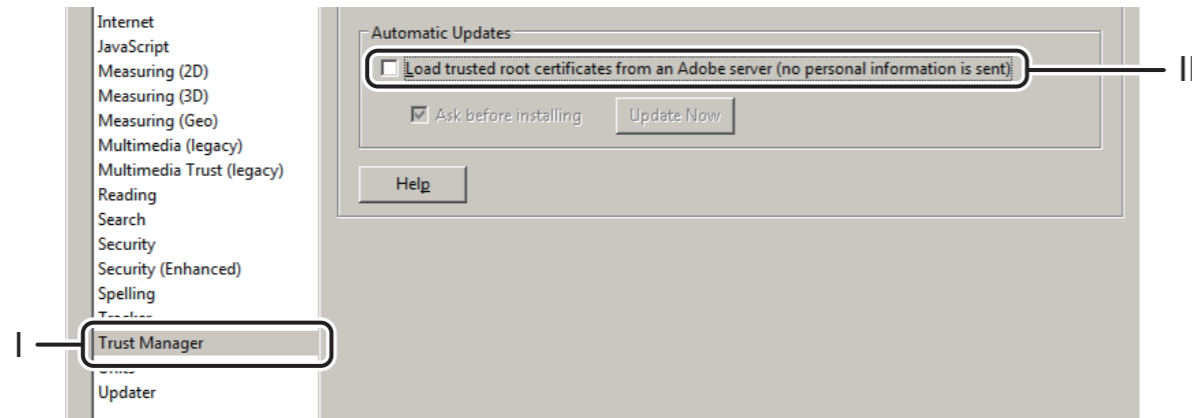 Internet
JavaScript
Measuring (2D)
Measuring (3D)
Measuring (Geo)
Multimedia (legacy)
Multimedia Trust (legacy)
Reading
Search
Security
Security (Enhanced)
Spelling
Tracker
I
Trust Manager
Units
Updater
Automatic Updates
Load trusted root certificates from an Adobe server (no personal information is sent)
II
Ask before installing
Update Now
Help